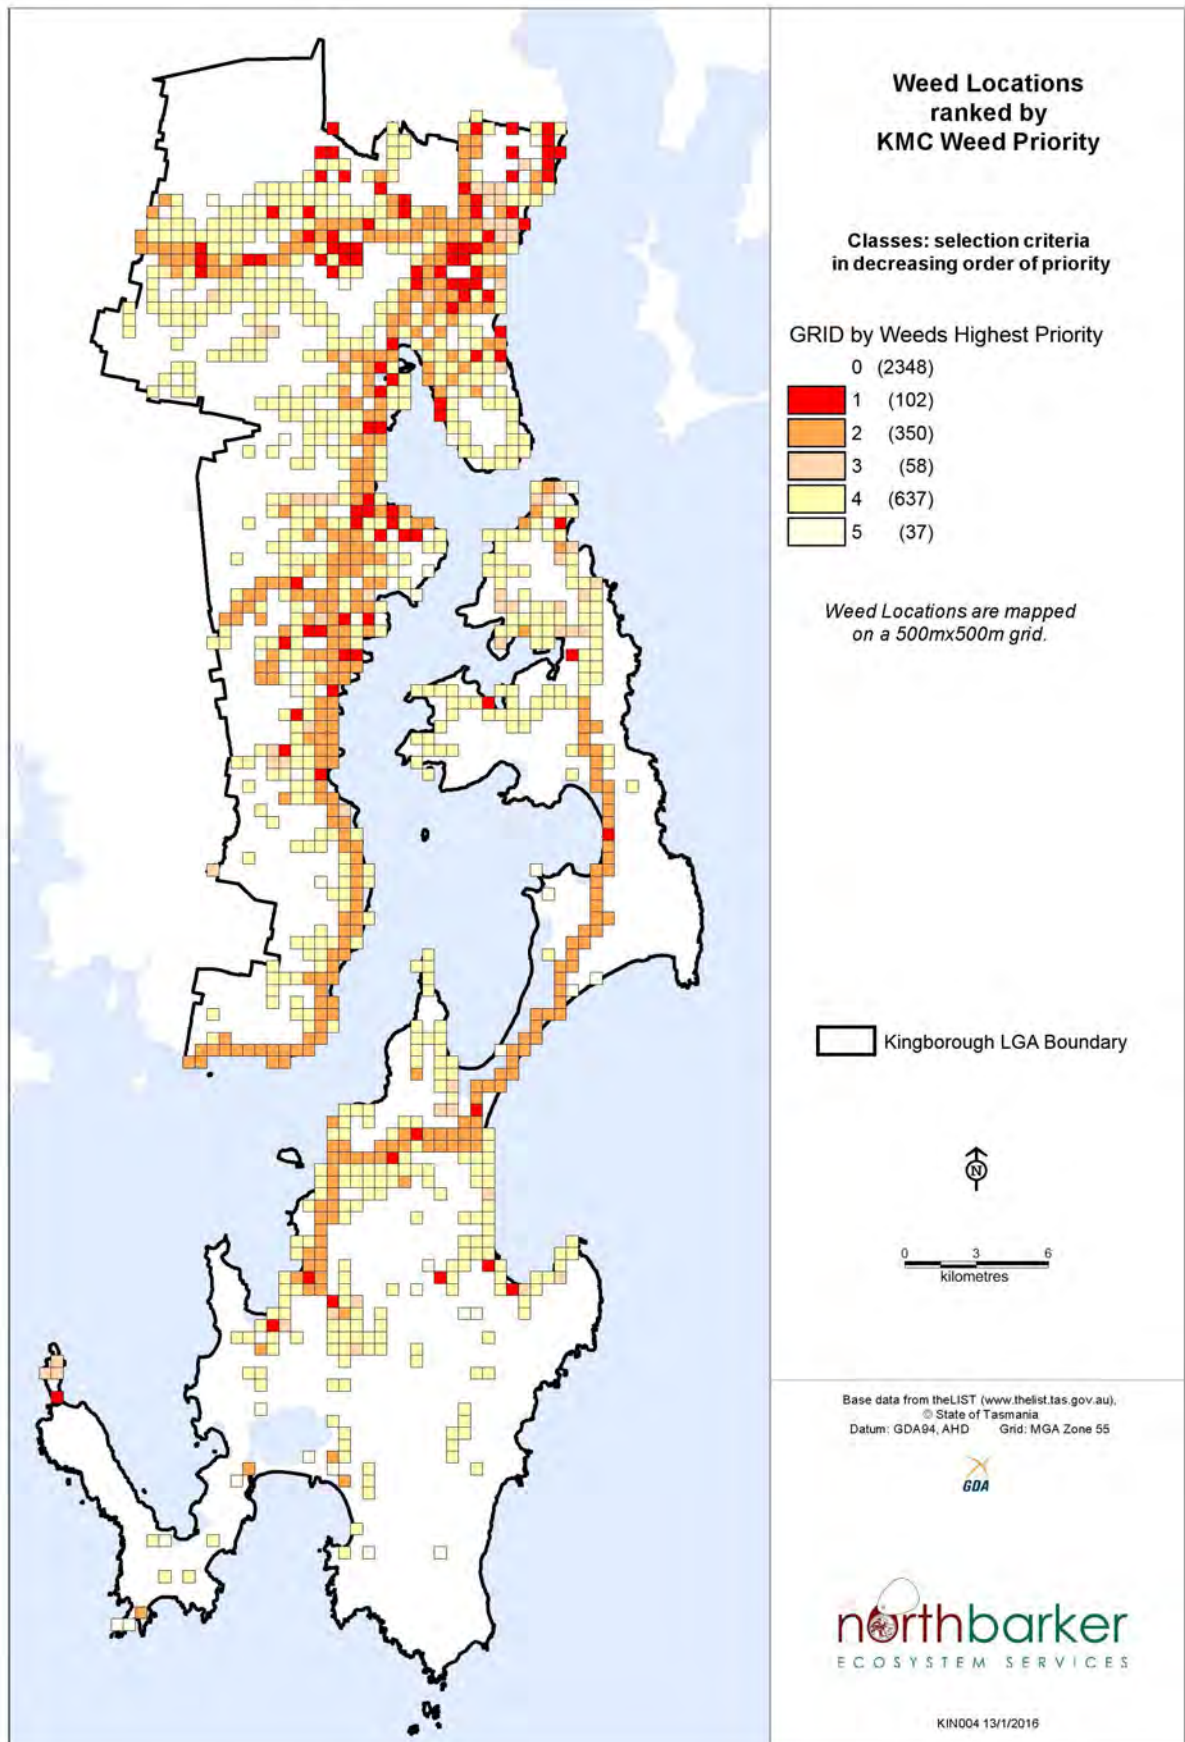 Weed Locations
ranked by
KMC Weed Priority
Classes: selection criteria
in decreasing order of priority
GRID by Weeds Highest Priority
0 (2348)
1 (102)
2 (350)
3 (58)
4 (637)
5 (37)
Weed Locations are mapped
on a 500mx500m grid.
Kingborough LGA Boundary
N
0 3 6
kilometres
Base data from theLIST (www.thelist.tas.gov.au),
© State of Tasmania
Datum: GDA94, AHD Grid: MGA Zone 55
GDA
northbarker
ECOSYSTEM SERVICES
KIN004 13/1/2016